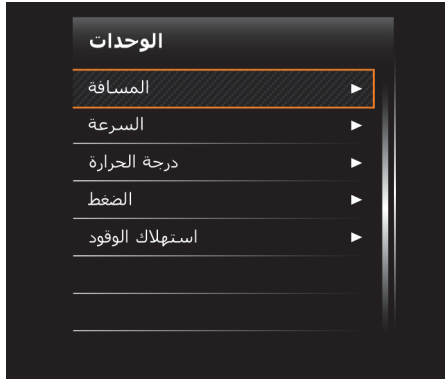 الوحدات
المسافة
السرعة
درجة الحرارة
الضغط
استهلاك الوقود